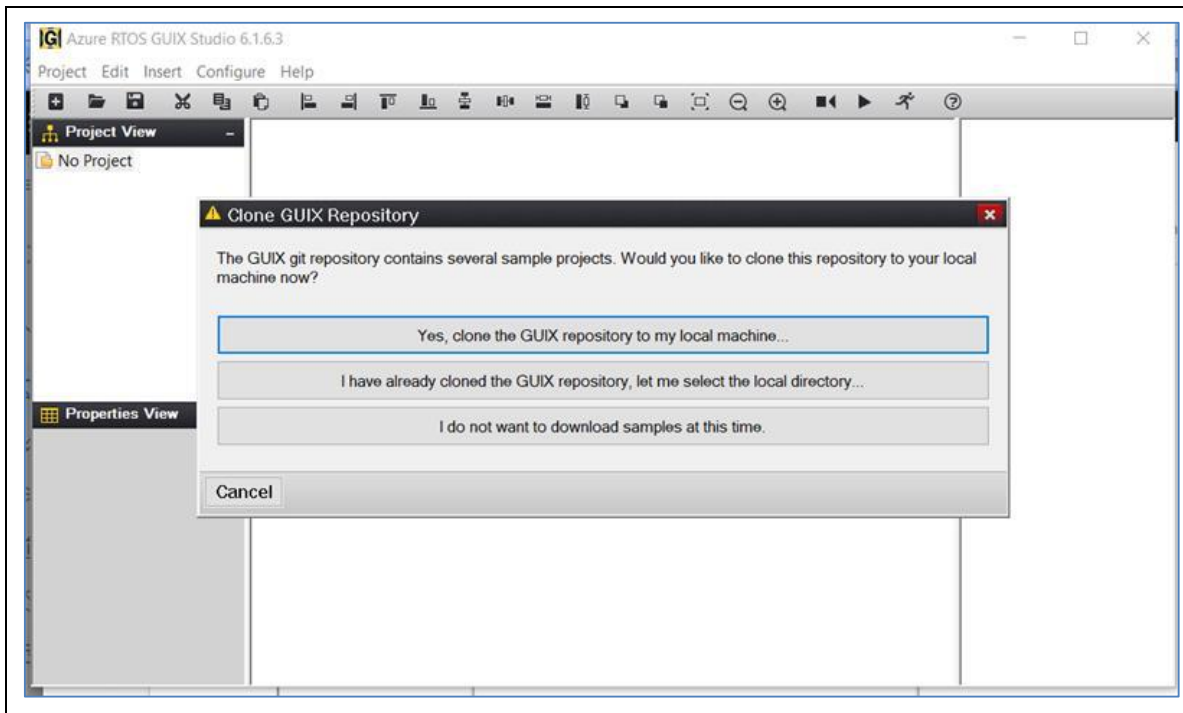 Azure RTOS GUIX Studio 6.1.6.3
Project Edit Insert Configure Help
Project View
No Project
Clone GUIX Repository
The GUIX git repository contains several sample projects. Would you like to clone this repository to your local
machine now?
Yes, clone the GUIX repository to my local machine...
I have already cloned the GUIX repository, let me select the local directory...
Properties View
I do not want to download samples at this time.
Cancel